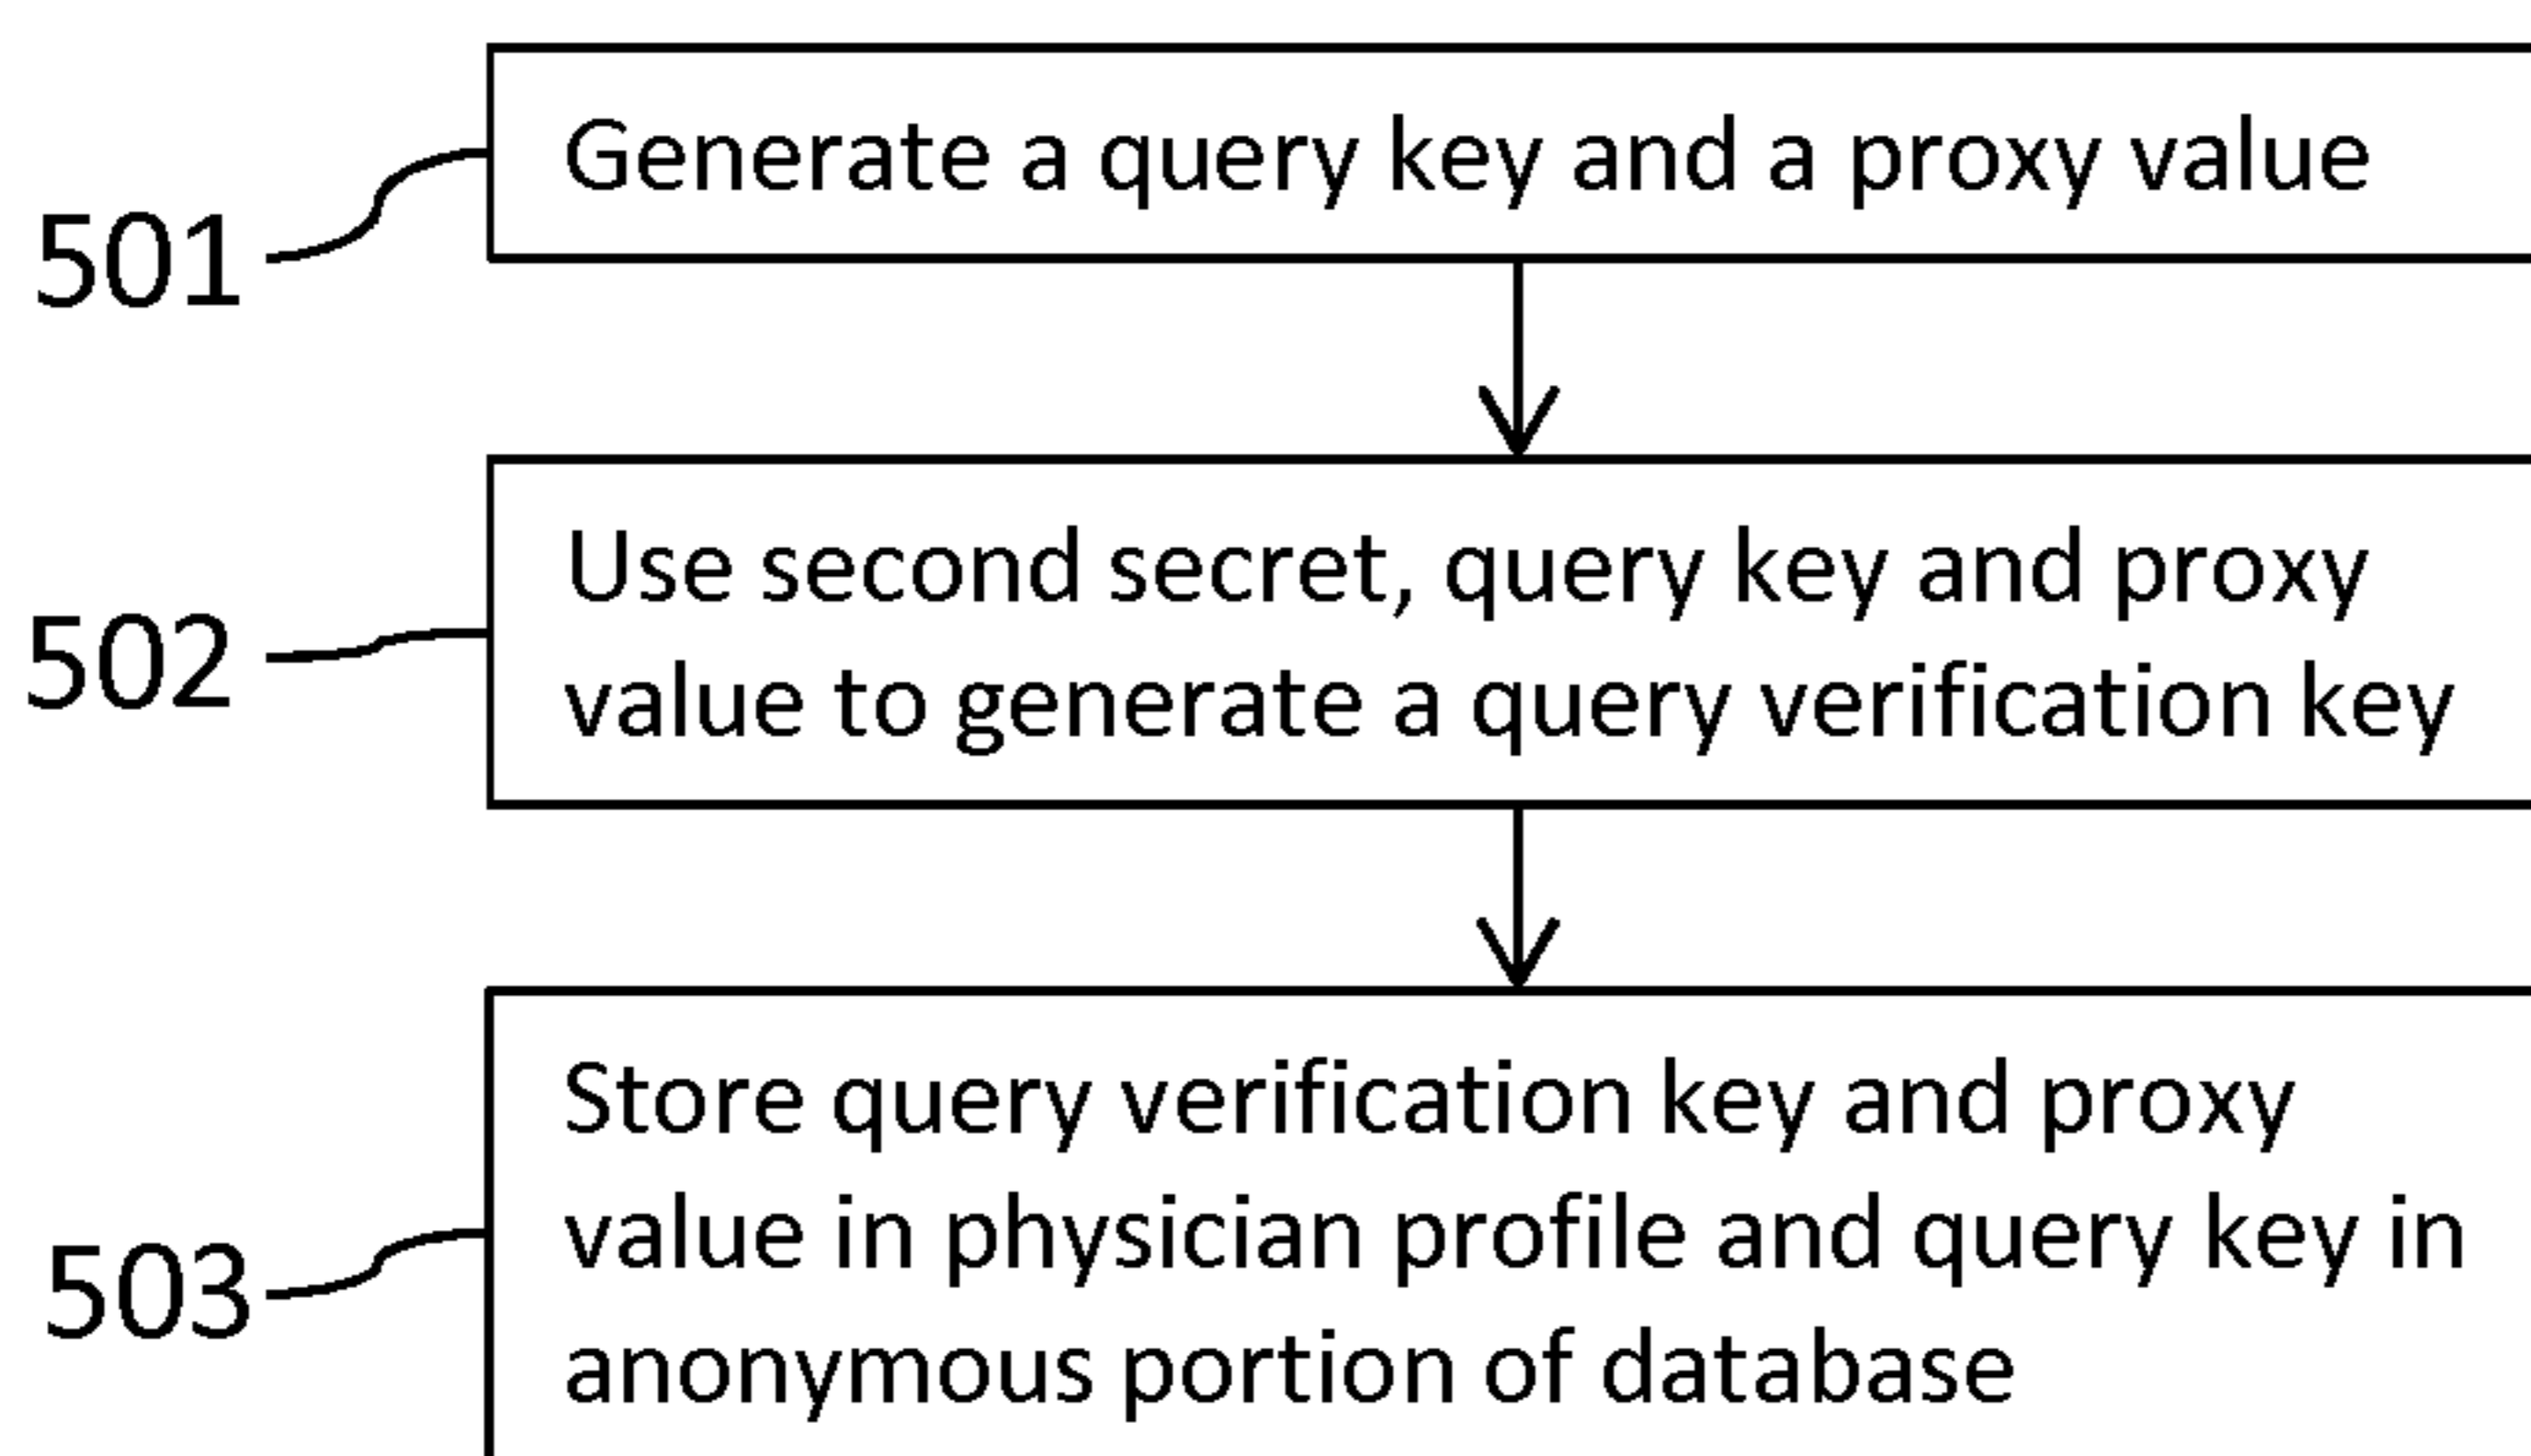 501
Generate a query key and a proxy value
502
Use second secret, query key and proxy
value to generate a query verification key
503
Store query verification key and proxy
value in physician profile and query key in
anonymous portion of database